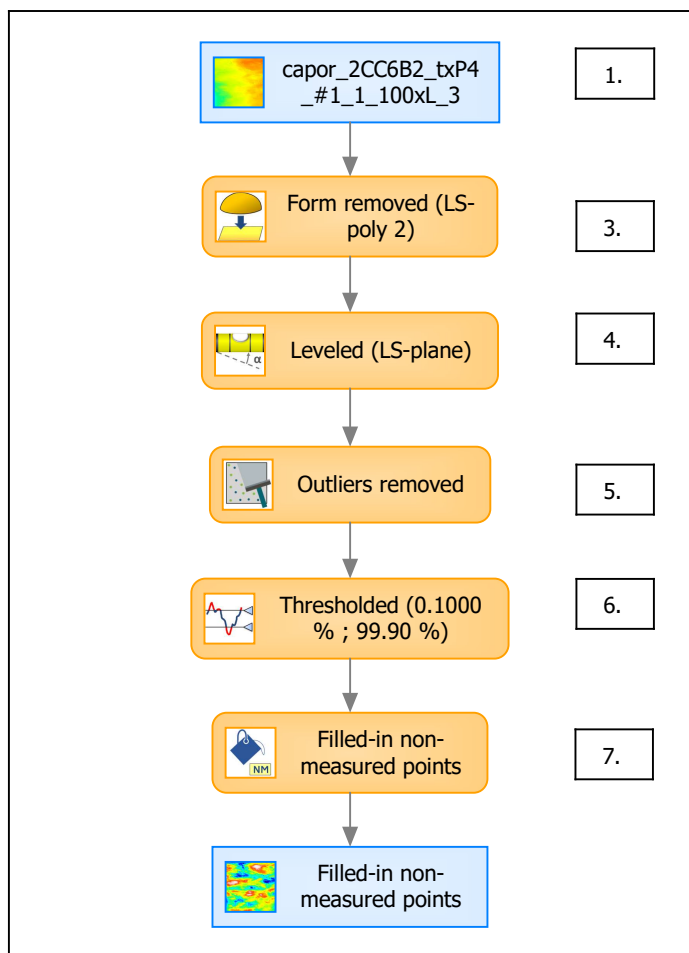 capor_2CC6B2_txP4
_#1_1_100xL_3
1.
Form removed (LS-
poly 2)
3.
α
Leveled (LS-plane)
4.
Outliers removed
5.
Thresholded (0.1000
% ; 99.90 %)
6.
NM
Filled-in non-
measured points
7.
Filled-in non-
measured points